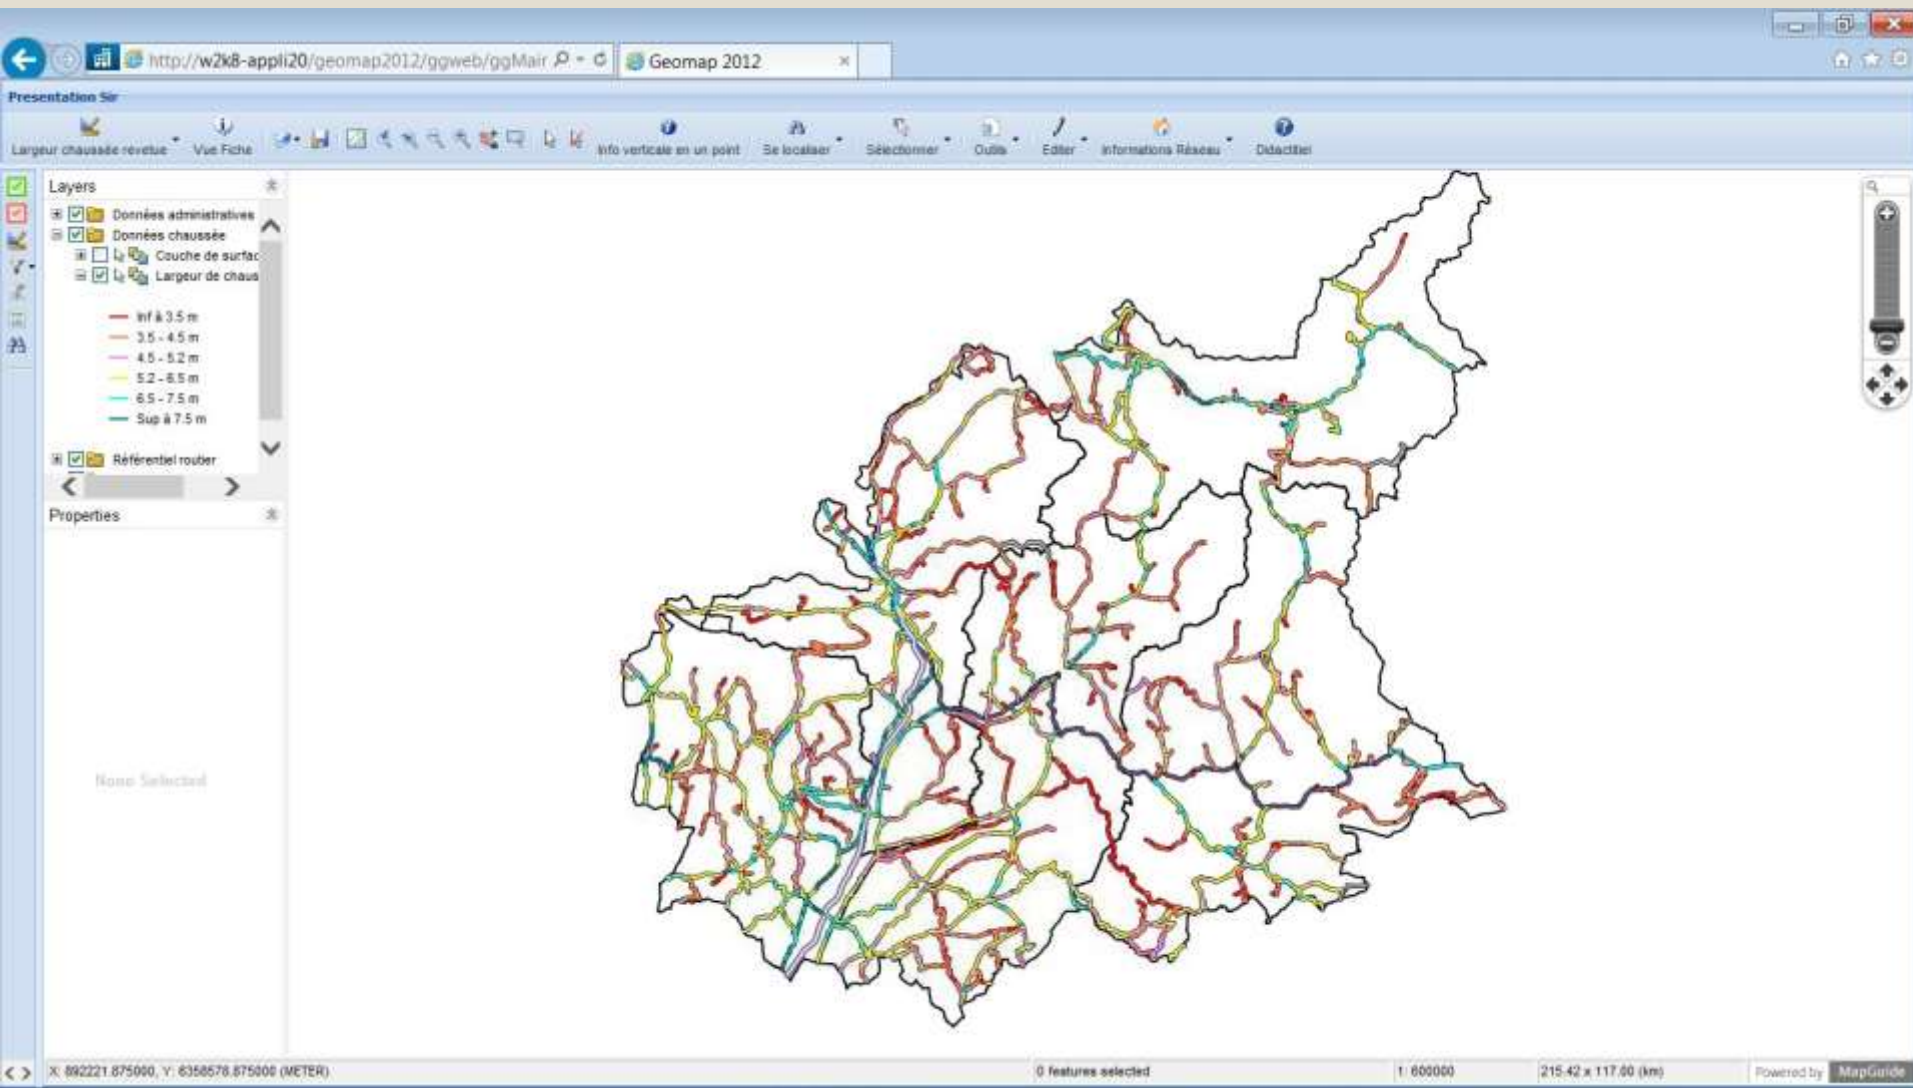 http://w2k8-appli20/geomap2012/ggweb/ggMair
Geomap 2012
Presentation Sir
Largeur chaussée revetue
Vue Fiche
Info verticale en un point
Se localiser
Sélectionner
Outils
Editer
Informations Réseau
Didactitiel
Layers
Données administratives
Données chaussée
Couche de surfac
Largeur de chaus
Inf à 3.5 m
3.5 - 4.5 m
4.5 - 5.2 m
5.2 - 6.5 m
6.5 - 7.5 m
Sup à 7.5 m
Référentiel routier
Properties
None Selected
X: 892221.875000, Y: 6358578.875000 (METER)
0 features selected
1: 600000
215.42 x 117.00 (km)
Powered by MapGuide